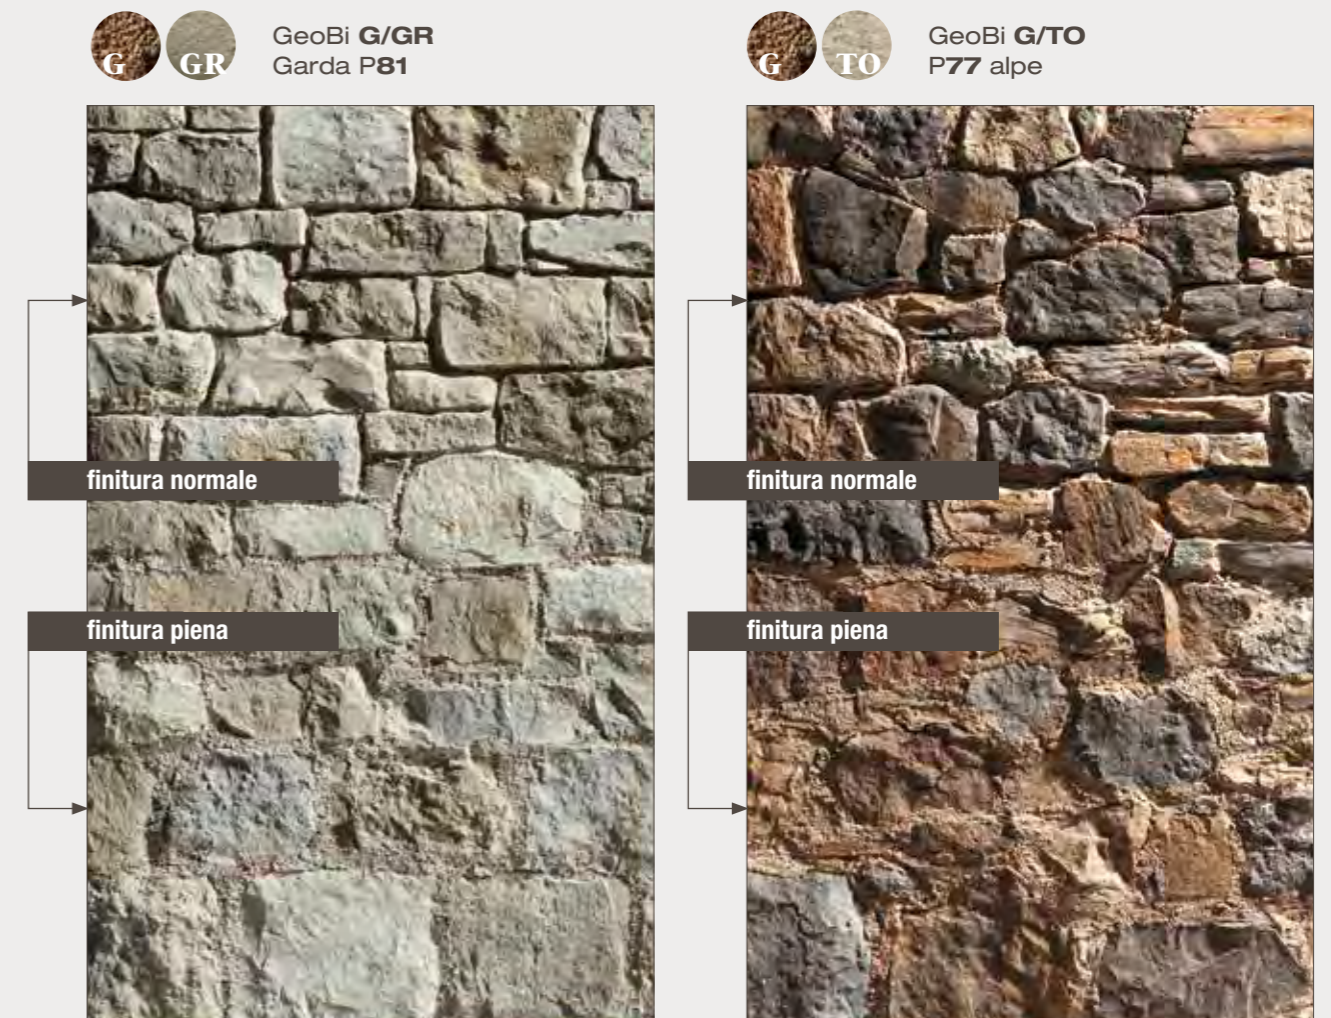 G GR
GeoBi G/GR
Garda P81
finitura normale
finitura piena
G TO
GeoBi G/TO
P77 alpe
finitura normale
finitura piena